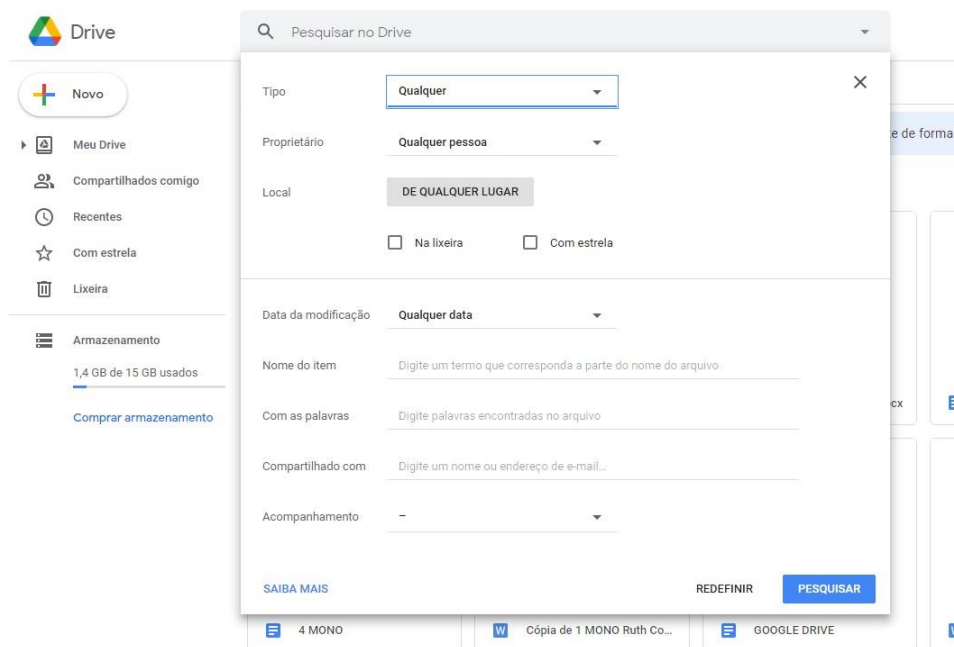 Drive
Pesquisar no Drive
Novo
Meu Drive
Compartilhados comigo
Recentes
Com estrela
Lixeira
Armazenamento
1,4 GB de 15 GB usados
Comprar armazenamento
Tipo Qualquer
Proprietário Qualquer pessoa
Local DE QUALQUER LUGAR
Na lixeira Com estrela
Data da modificação Qualquer data
Nome do item Digite um termo que corresponda a parte do nome do arquivo
Com as palavras Digite palavras encontradas no arquivo
Compartilhado com Digite um nome ou endereço de e-mail...
Acompanhamento –
SAIBA MAIS REDEFINIR PESQUISAR
de forma
cx
4 MONO W Cópia de 1 MONO Ruth Co... GOOGLE DRIVE